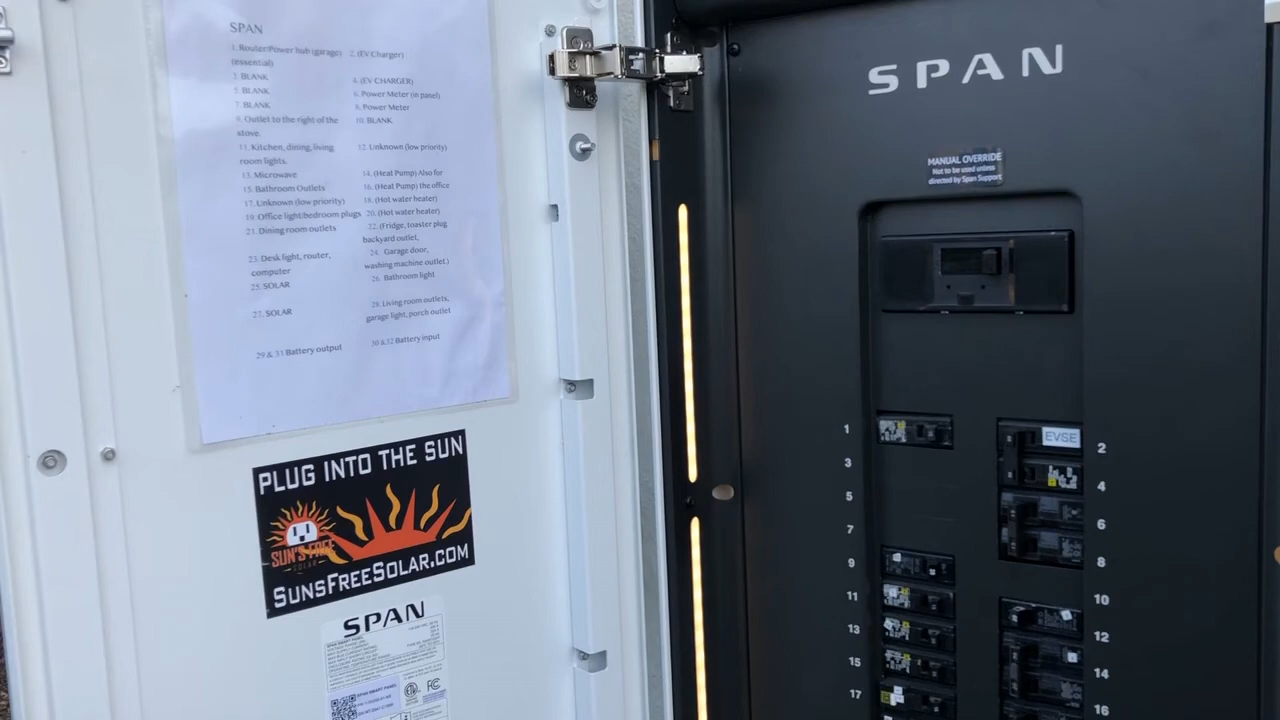 SPAN
1. Router/Power hub (garage) 2. (EV Charger)
(essential)
3. BLANK 4. (EV CHARGER)
5. BLANK 6. Power Meter (in panel)
7. BLANK 8. Power Meter
9. Outlet to the right of the 10. BLANK
stove.
11. Kitchen, dining, living 12. Unknown (low priority)
room lights.
13. Microwave 14. (Heat Pump) Also for
15. Bathroom Outlets 16. (Heat Pump) the office
17. Unknown (low priority) 18. (Hot water heater)
19. Office light/bedroom plugs 20. (Hot water heater)
21. Dining room outlets 22. (Fridge, toaster plug
backyard outlet,
23. Desk light, router, 24. Garage door,
computer washing machine outlet.)
25. SOLAR 26. Bathroom light
27. SOLAR 28. Living room outlets,
garage light, porch outlet
29 & 31 Battery output 30 & 32 Battery input
PLUG INTO THE SUN
SUN'S FREE
SOLAR
SUNSFREESOLAR.COM
SPAN
SPAN SMART PANEL
FC
SPAN SMART PANEL
SPAN
MANUAL OVERRIDE
Not to be used unless
directed by Span Support
EVSE
1 2
3 4
5 6
7 8
9 10
11 12
13 14
15 16
17